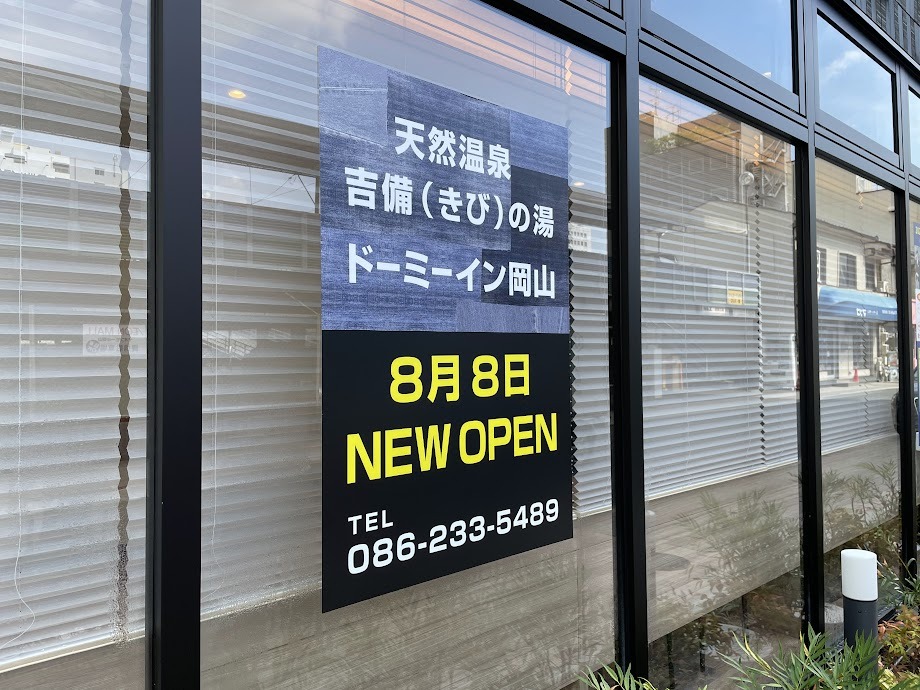 天然温泉
吉備(きび)の湯
ドーミーイン岡山
8月8日
NEW OPEN
TEL
086-233-5489